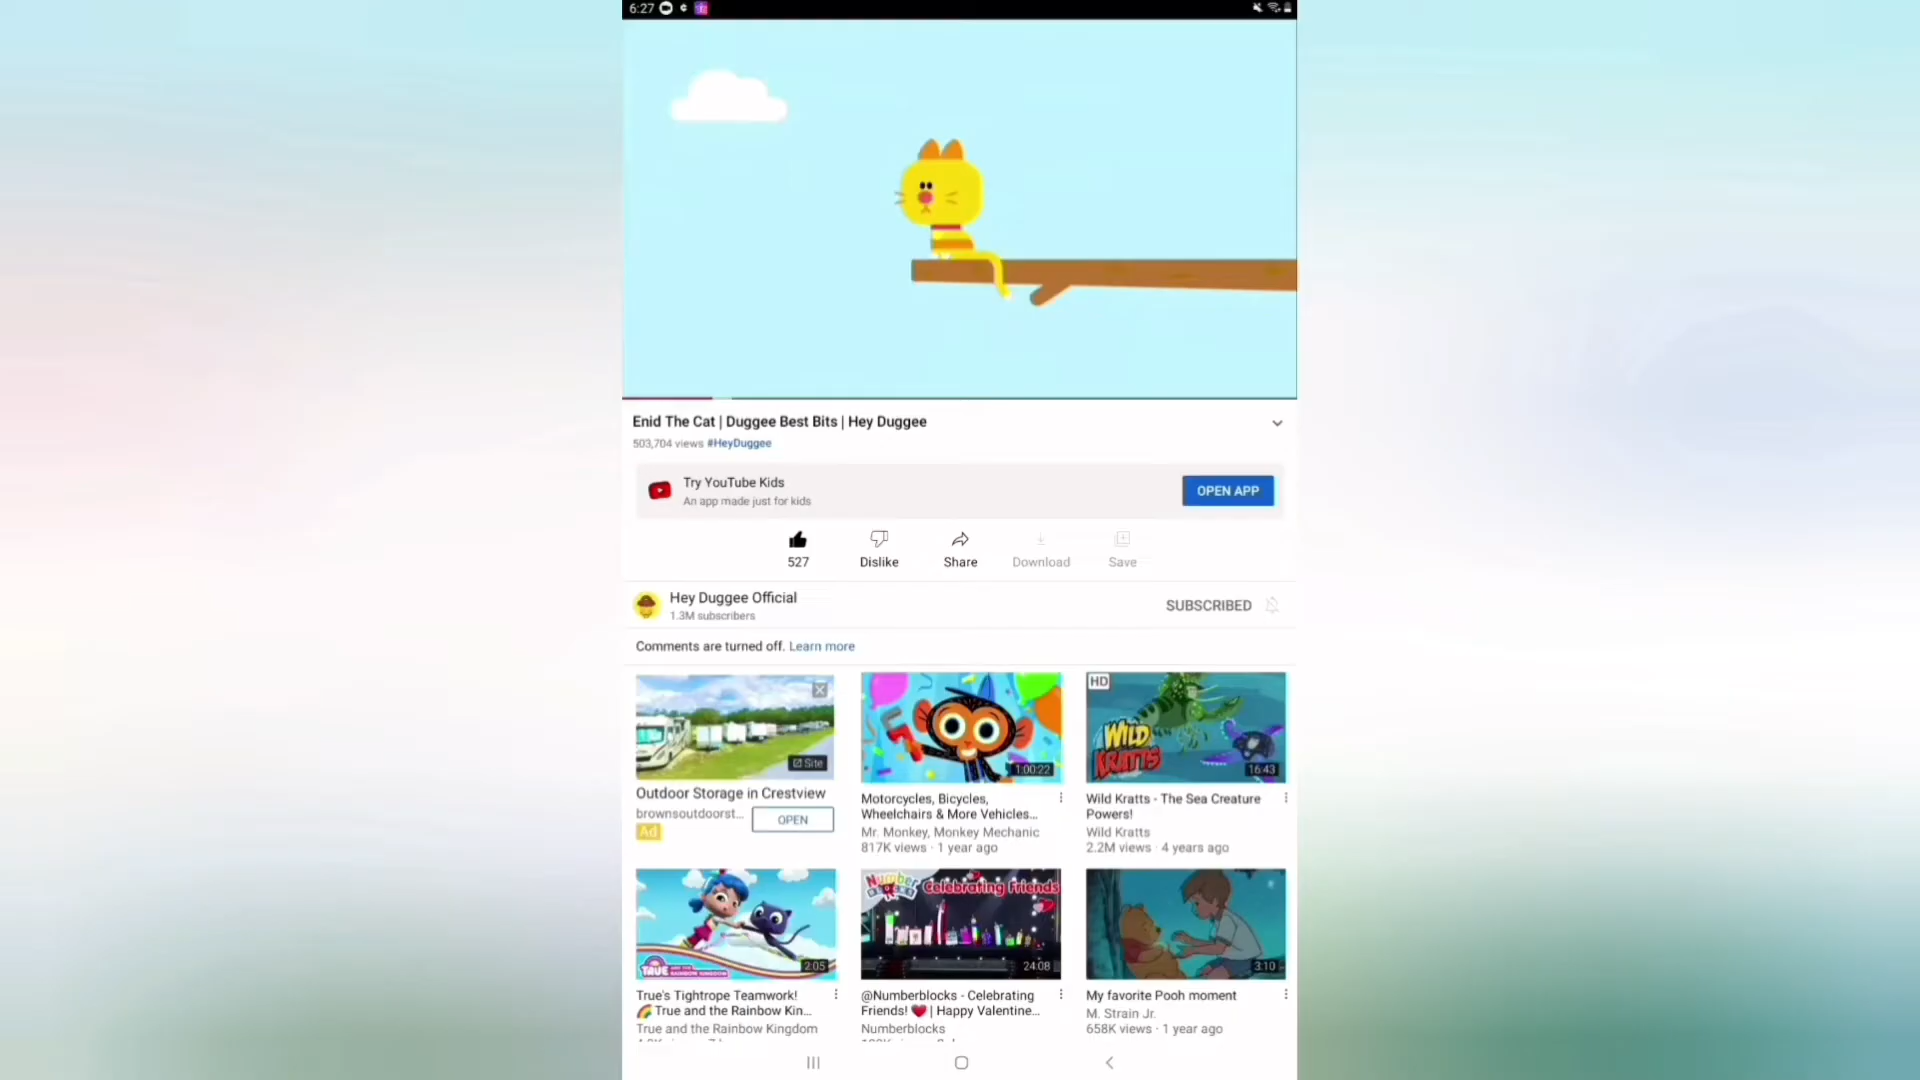 6:27
Enid The Cat | Duggee Best Bits | Hey Duggee
503,704 views #HeyDuggee
Try YouTube Kids
An app made just for kids
OPEN APP
527
Dislike
Share
Download
Save
Hey Duggee Official
1.3M subscribers
SUBSCRIBED
Comments are turned off. Learn more
Site
Outdoor Storage in Crestview
brownsoutdoorst...
Ad
OPEN
1:00:22
Motorcycles, Bicycles,
Wheelchairs & More Vehicles...
Mr. Monkey, Monkey Mechanic
817K views · 1 year ago
HD
WILD
KRATTS
16:43
Wild Kratts - The Sea Creature
Powers!
Wild Kratts
2.2M views · 4 years ago
TRUE
2:05
True's Tightrope Teamwork!
🌈 True and the Rainbow Kin...
True and the Rainbow Kingdom
Number
Celebrating Friends
24:08
@Numberblocks - Celebrating
Friends! ❤️ | Happy Valentine...
Numberblocks
3:10
My favorite Pooh moment
M. Strain Jr.
658K views · 1 year ago